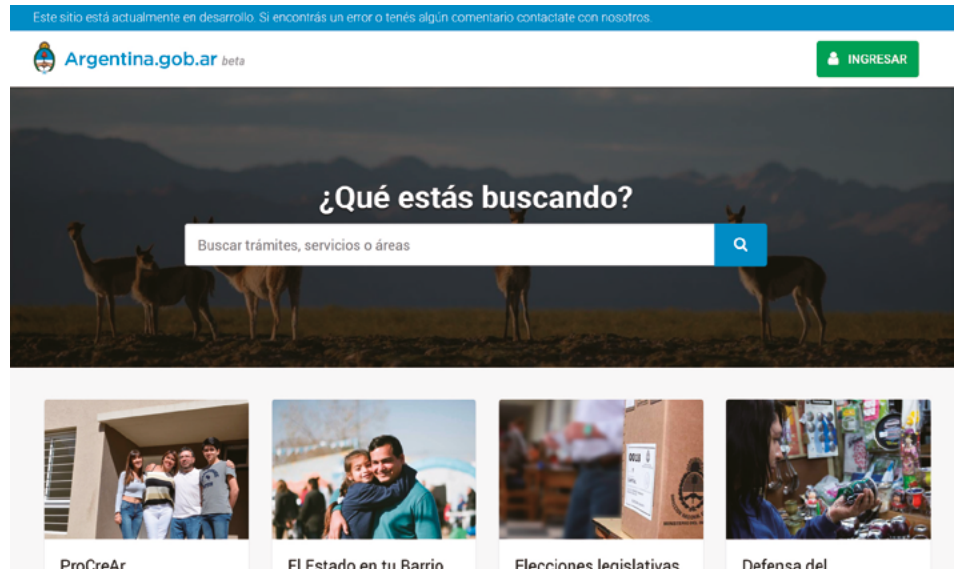 Este sitio está actualmente en desarrollo. Si encontrás un error o tenés algún comentario contactate con nosotros.
Argentina.gob.ar beta
INGRESAR
¿Qué estás buscando?
Buscar trámites, servicios o áreas
ProCreAr
El Estado en tu Barrio
Elecciones legislativas
Defensa del